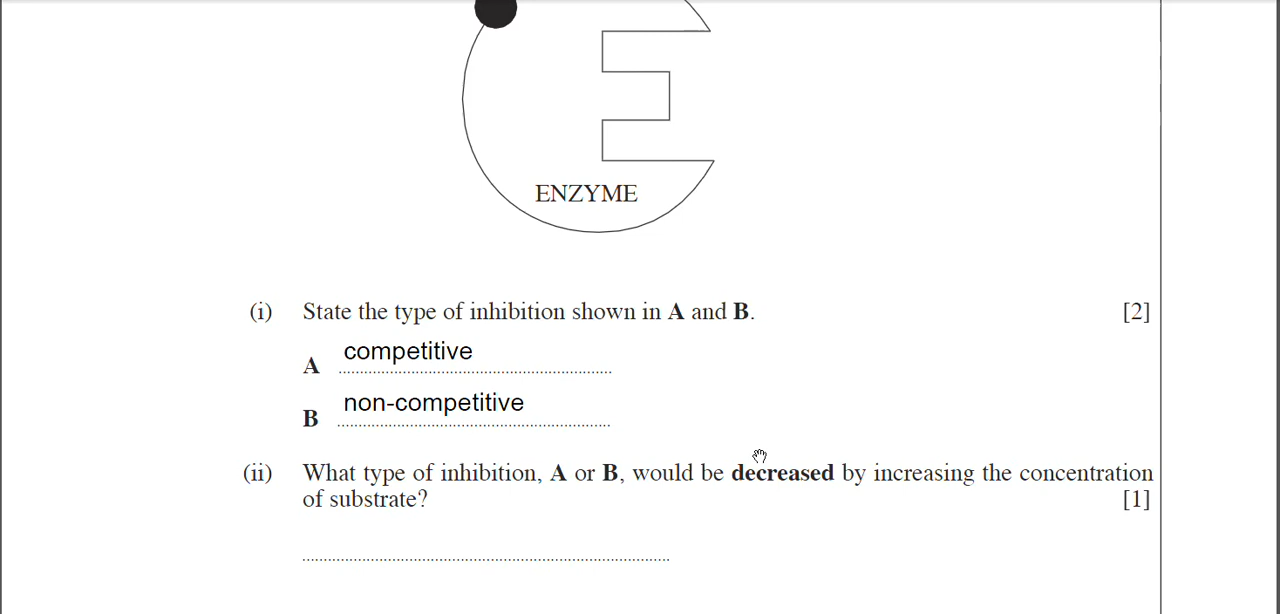 ENZYME
(i) State the type of inhibition shown in A and B. [2]
A competitive
B non-competitive
(ii) What type of inhibition, A or B, would be decreased by increasing the concentration
of substrate? [1]